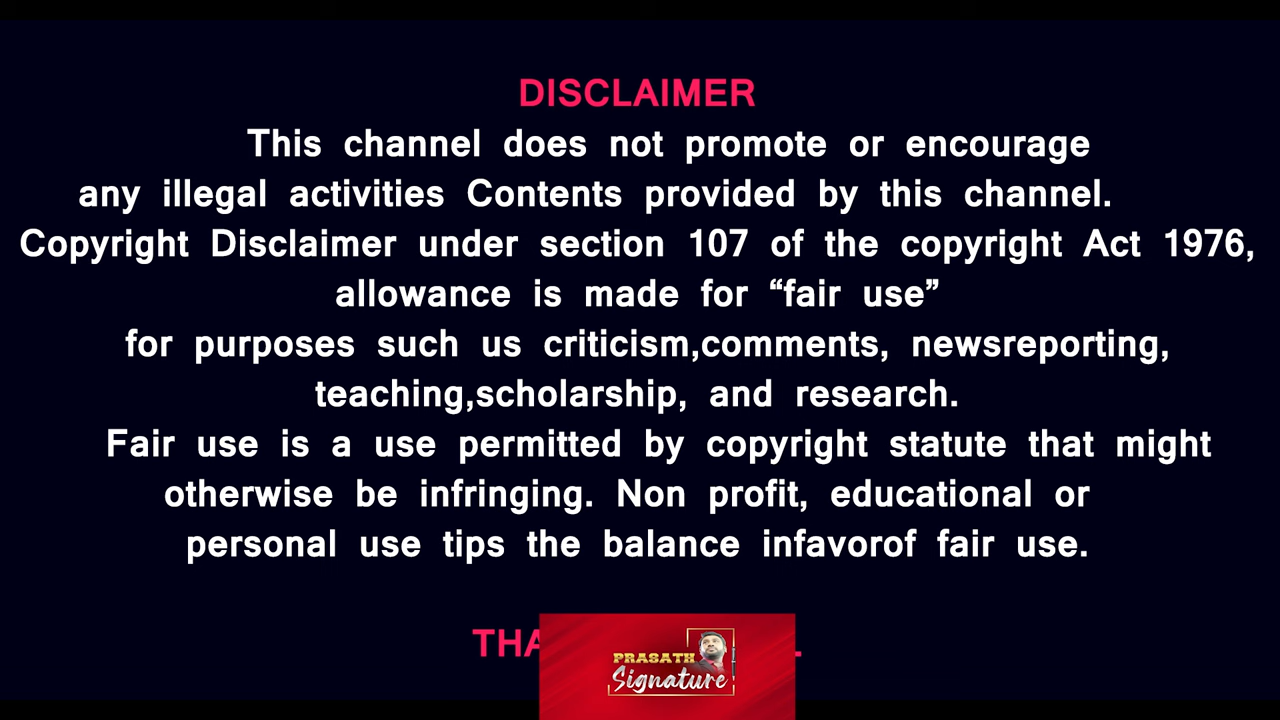 DISCLAIMER
This channel does not promote or encourage
any illegal activities Contents provided by this channel.
Copyright Disclaimer under section 107 of the copyright Act 1976,
allowance is made for “fair use”
for purposes such us criticism,comments, newsreporting,
teaching,scholarship, and research.
Fair use is a use permitted by copyright statute that might
otherwise be infringing. Non profit, educational or
personal use tips the balance infavorof fair use.
PRASATH
Signature